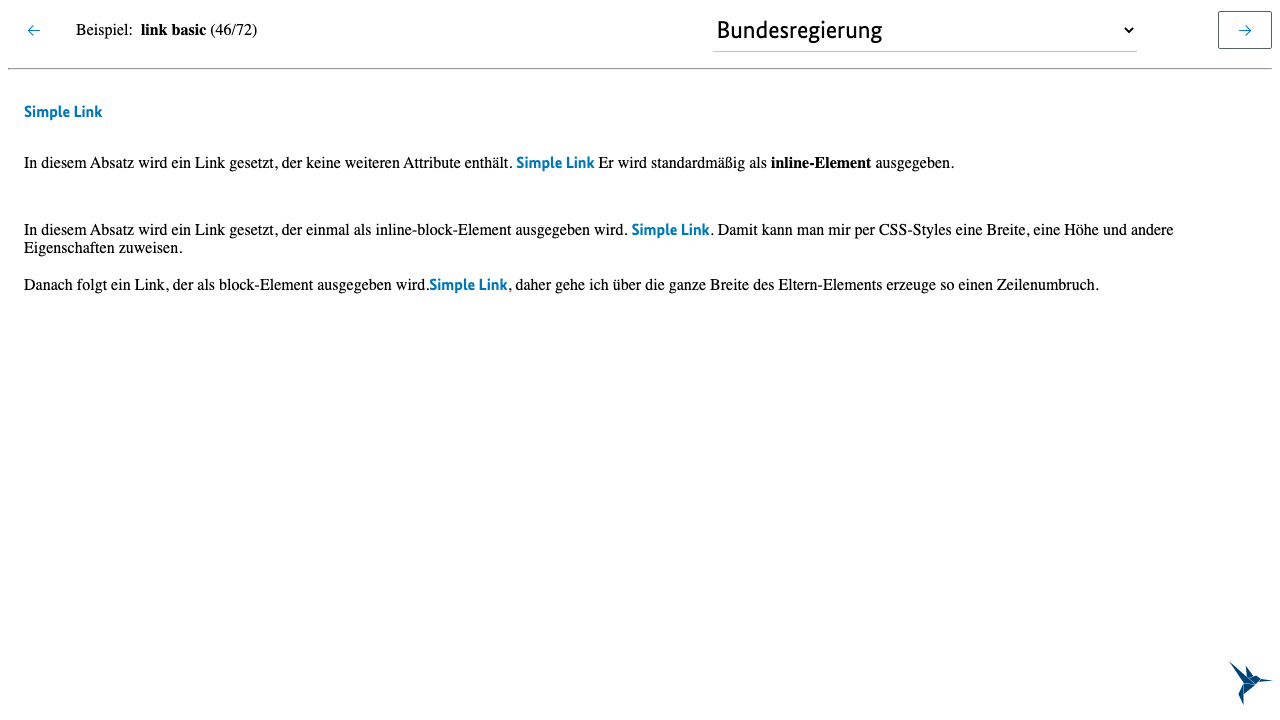 Beispiel: link basic (46/72)
Bundesregierung
Simple Link
In diesem Absatz wird ein Link gesetzt, der keine weiteren Attribute enthält. Simple Link Er wird standardmäßig als inline-Element ausgegeben.
In diesem Absatz wird ein Link gesetzt, der einmal als inline-block-Element ausgegeben wird. Simple Link. Damit kann man mir per CSS-Styles eine Breite, eine Höhe und andere
Eigenschaften zuweisen.
Danach folgt ein Link, der als block-Element ausgegeben wird.Simple Link, daher gehe ich über die ganze Breite des Eltern-Elements erzeuge so einen Zeilenumbruch.